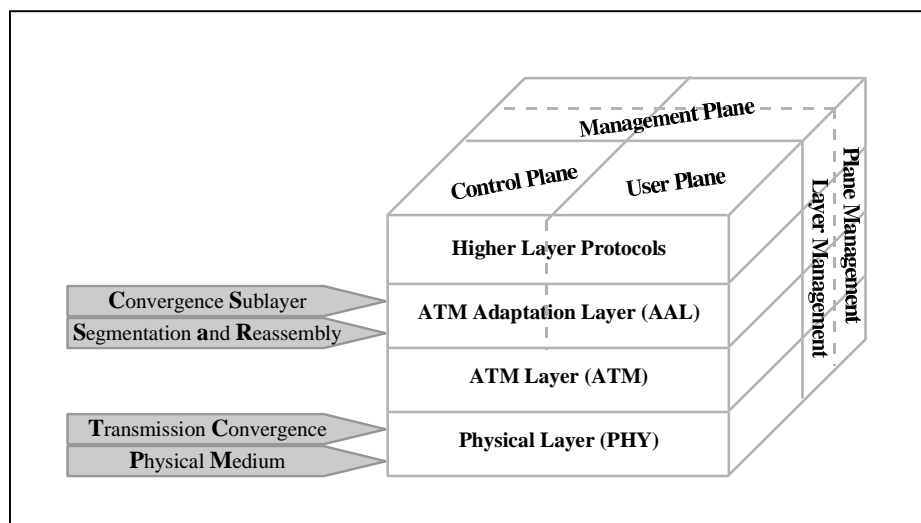 Management Plane
Control Plane
User Plane
Layer Management
Plane Management
Higher Layer Protocols
Convergence Sublayer
ATM Adaptation Layer (AAL)
Segmentation and Reassembly
ATM Layer (ATM)
Transmission Convergence
Physical Layer (PHY)
Physical Medium